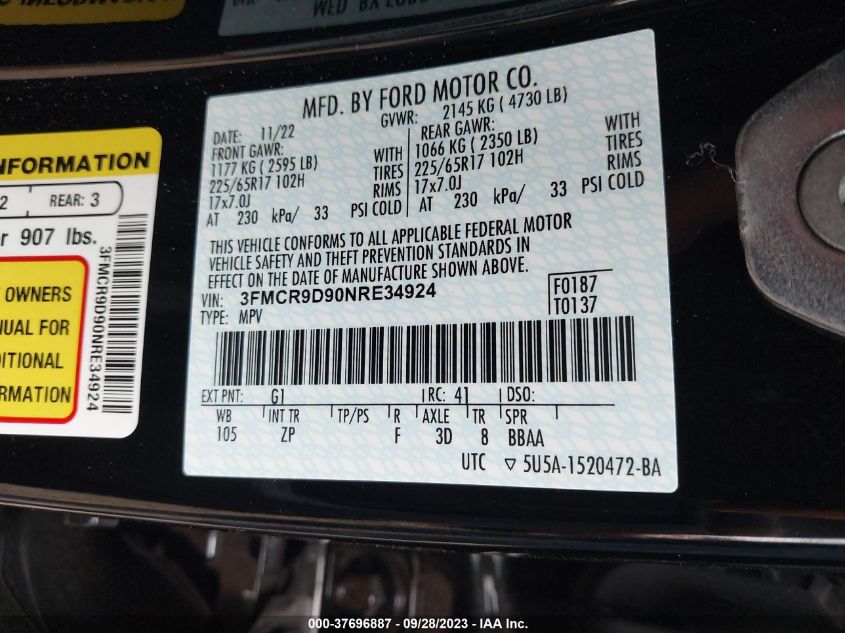 WED BX
MFD. BY FORD MOTOR CO.
DATE: 11/22 GVWR: 2145 KG ( 4730 LB)
FRONT GAWR: WITH REAR GAWR: WITH
1177 KG ( 2595 LB) TIRES 1066 KG ( 2350 LB) TIRES
225/65R17 102H RIMS 225/65R17 102H RIMS
17x7.0J 17x7.0J
AT 230 kPa/ 33 PSI COLD AT 230 kPa/ 33 PSI COLD
THIS VEHICLE CONFORMS TO ALL APPLICABLE FEDERAL MOTOR
VEHICLE SAFETY AND THEFT PREVENTION STANDARDS IN
EFFECT ON THE DATE OF MANUFACTURE SHOWN ABOVE.
VIN: 3FMCR9D90NRE34924 F0187
TYPE: MPV T0137
EXT PNT: G1 RC: 41 DSO:
WB INT TR TP/PS R AXLE TR SPR
105 ZP F 3D 8 BBAA
UTC ▽ 5U5A-1520472-BA
INFORMATION
2 REAR: 3
907 lbs.
OWNERS
FOR
3FMCR9D90NRE34924
000-37696887 - 09/28/2023 - IAA Inc.